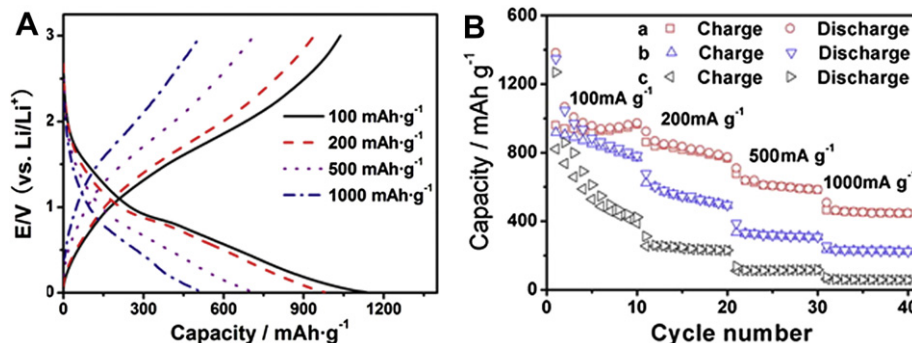 A
E/V (vs. Li/Li⁺)
3
2
1
0
0 300 600 900 1200
Capacity / mAh·g⁻¹
100 mAh·g⁻¹
200 mAh·g⁻¹
500 mAh·g⁻¹
1000 mAh·g⁻¹
B
Capacity / mAh g⁻¹
600
1200
800
400
0
0 10 20 30 40
Cycle number
a Charge Discharge
b Charge Discharge
c Charge Discharge
100mA g⁻¹
200mA g⁻¹
500mA g⁻¹
1000mA g⁻¹